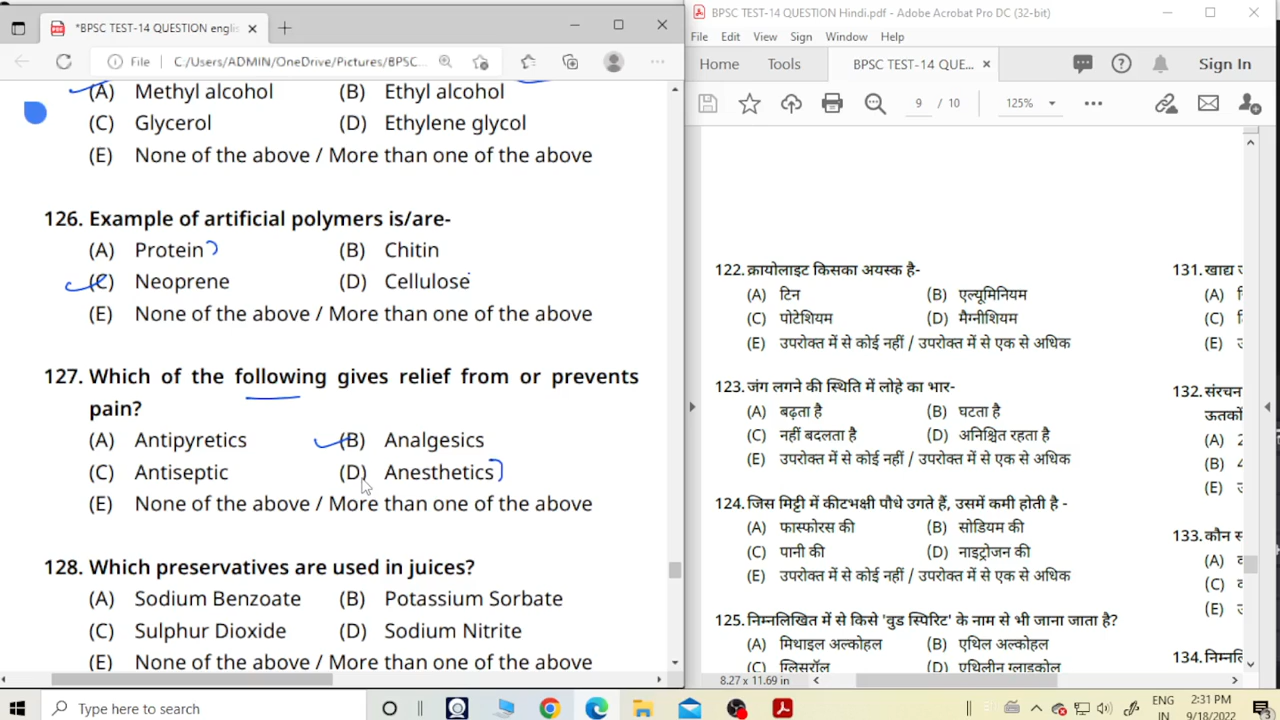 *BPSC TEST-14 QUESTION engli
File C:/Users/ADMIN/OneDrive/Pictures/BPSC...
(A) Methyl alcohol (B) Ethyl alcohol
(C) Glycerol (D) Ethylene glycol
(E) None of the above / More than one of the above
126. Example of artificial polymers is/are-
(A) Protein (B) Chitin
(C) Neoprene (D) Cellulose
(E) None of the above / More than one of the above
127. Which of the following gives relief from or prevents
pain?
(A) Antipyretics (B) Analgesics
(C) Antiseptic (D) Anesthetics
(E) None of the above / More than one of the above
128. Which preservatives are used in juices?
(A) Sodium Benzoate (B) Potassium Sorbate
(C) Sulphur Dioxide (D) Sodium Nitrite
(E) None of the above / More than one of the above
BPSC TEST-14 QUESTION Hindi.pdf - Adobe Acrobat Pro DC (32-bit)
File Edit View Sign Window Help
Home Tools BPSC TEST-14 QUE... Sign In
9 / 10 125%
122. क्रायोलाइट किसका अयस्क है-
(A) टिन (B) एल्यूमिनियम
(C) पोटेशियम (D) मैग्नीशियम
(E) उपरोक्त में से कोई नहीं / उपरोक्त में से एक से अधिक
123. जंग लगने की स्थिति में लोहे का भार-
(A) बढ़ता है (B) घटता है
(C) नहीं बदलता है (D) अनिश्चित रहता है
(E) उपरोक्त में से कोई नहीं / उपरोक्त में से एक से अधिक
124. जिस मिट्टी में कीटभक्षी पौधे उगते हैं, उसमें कमी होती है -
(A) फास्फोरस की (B) सोडियम की
(C) पानी की (D) नाइट्रोजन की
(E) उपरोक्त में से कोई नहीं / उपरोक्त में से एक से अधिक
125. निम्नलिखित में से किसे 'वुड स्पिरिट' के नाम से भी जाना जाता है?
(A) मिथाइल अल्कोहल (B) एथिल अल्कोहल
(C) ग्लिसरॉल (D) एथिलीन ग्लाइकोल
131. खाद्य
(A)
(C)
(E)
132. संरचन
ऊतकों
(A) 2
(B) 4
(E)
133. कौन
(A)
(C)
(E)
134. निम्नलि
8.27 x 11.69 in
Type here to search
ENG
IN
2:31 PM
9/18/2022